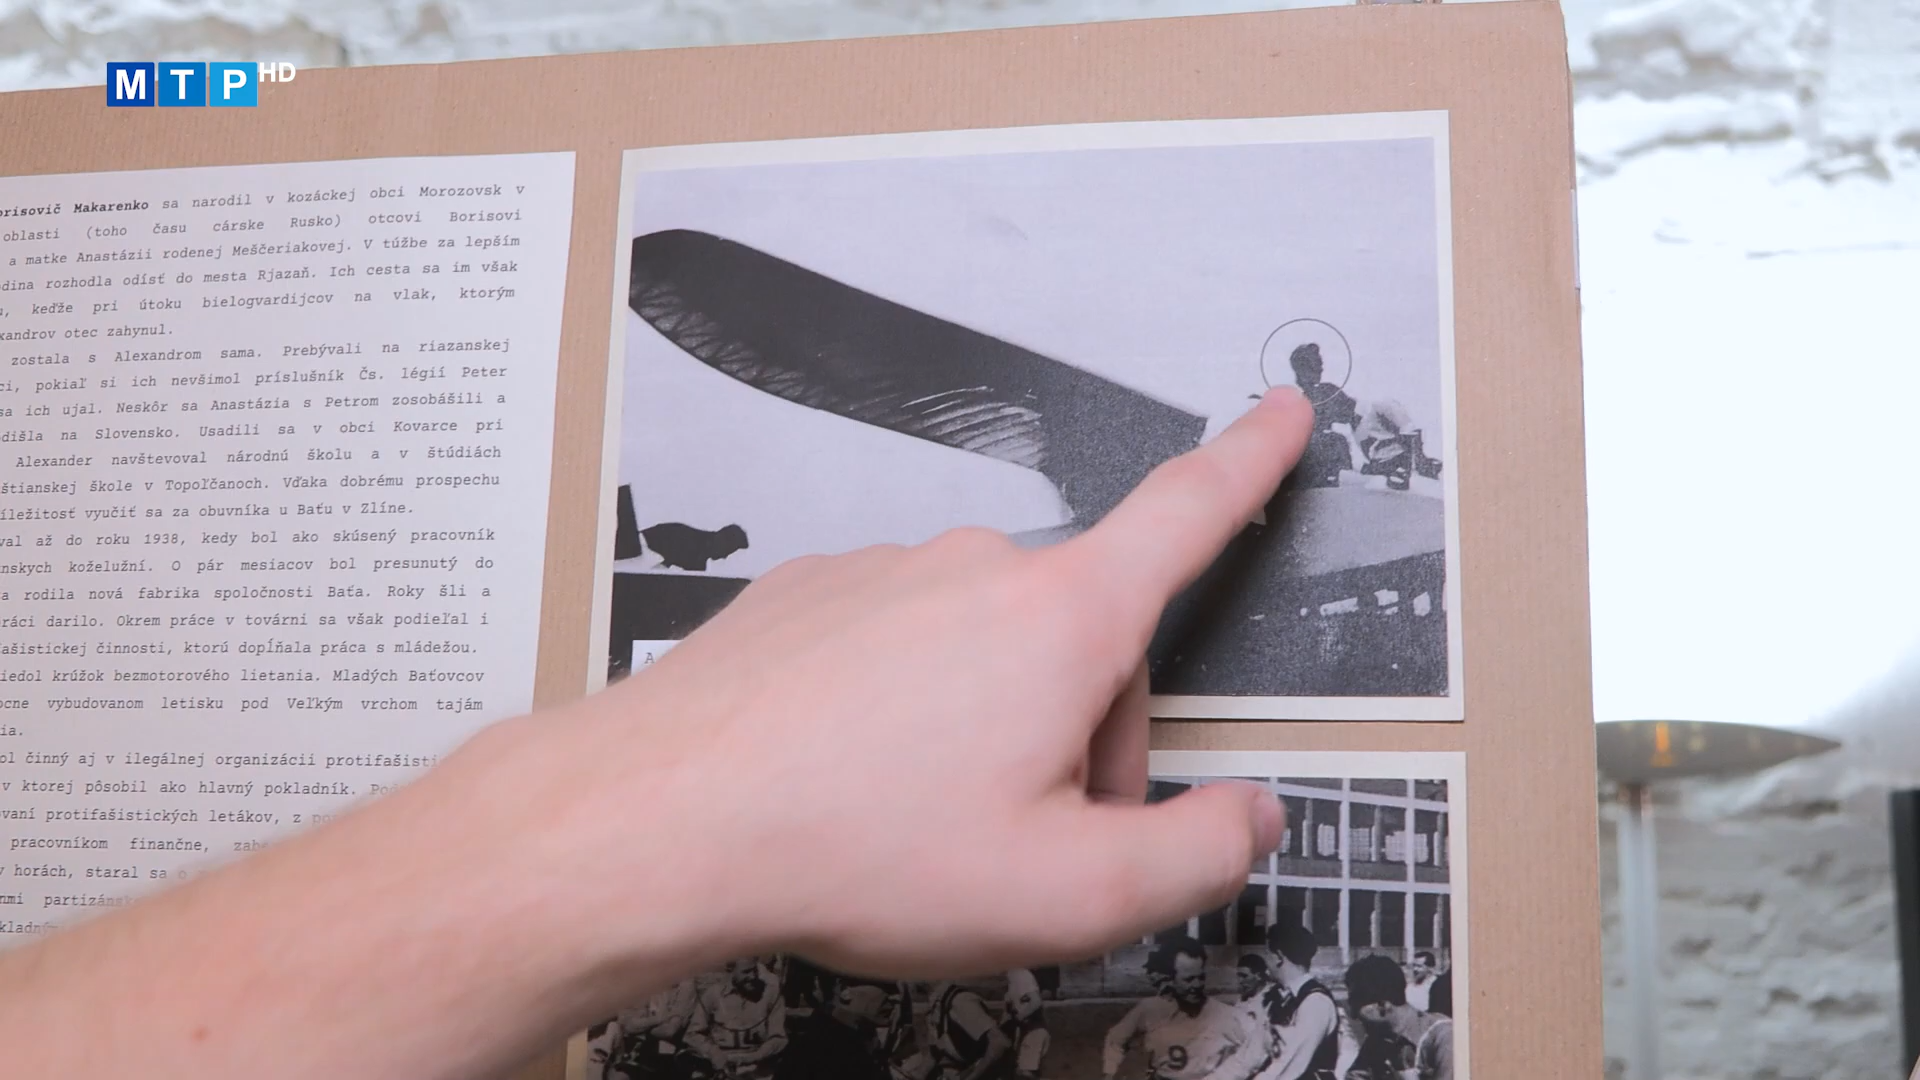 MTP HD
orisovič Makarenko sa narodil v kozáckej obci Morozovsk v
oblasti (toho času cárske Rusko) otcovi Borisovi
a matke Anastázii rodenej Meščeriakovej. V túžbe za lepším
dina rozhodla odísť do mesta Rjazaň. Ich cesta sa im však
u, keďže pri útoku bielogvardijcov na vlak, ktorým
xandrov otec zahynul.
zostala s Alexandrom sama. Prebývali na riazanskej
ci, pokiaľ si ich nevšimol príslušník Čs. légií Peter
sa ich ujal. Neskôr sa Anastázia s Petrom zosobášili a
dišla na Slovensko. Usadili sa v obci Kovarce pri
Alexander navštevoval národnú školu a v štúdiách
štianskej škole v Topoľčanoch. Vďaka dobrému prospechu
íležitosť vyučiť sa za obuvníka u Baťu v Zlíne.
val až do roku 1938, kedy bol ako skúsený pracovník
nskych koželužní. O pár mesiacov bol presunutý do
a rodila nová fabrika spoločnosti Baťa. Roky šli a
ráci darilo. Okrem práce v továrni sa však podieľal i
ašistickej činnosti, ktorú dopĺňala práca s mládežou.
iedol krúžok bezmotorového lietania. Mladých Baťovcov
ocne vybudovanom letisku pod Veľkým vrchom tajám
ia.
ol činný aj v ilegálnej organizácii protifašisti
v ktorej pôsobil ako hlavný pokladník.
vaní protifašistických letákov, z
pracovníkom finančne,
v horách, staral sa o
nmi partizáns
kladným
A
9